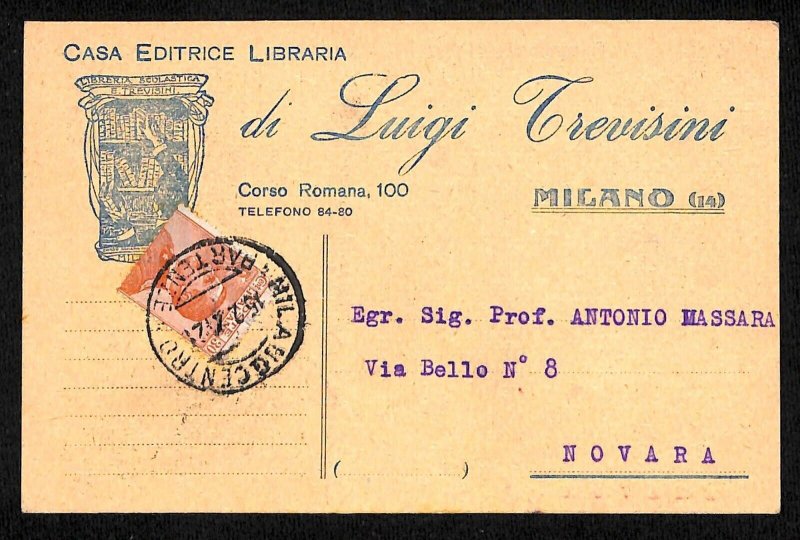 CASA EDITRICE LIBRARIA
LIBRERIA SCOLASTICA
E. TREVISINI
di Luigi Trevisini
Corso Romana, 100
TELEFONO 84-80
MILANO (14)
MILANO CENTRO
PARTENZE
Egr. Sig. Prof. ANTONIO MASSARA
Via Bello N° 8
NOVARA
( )